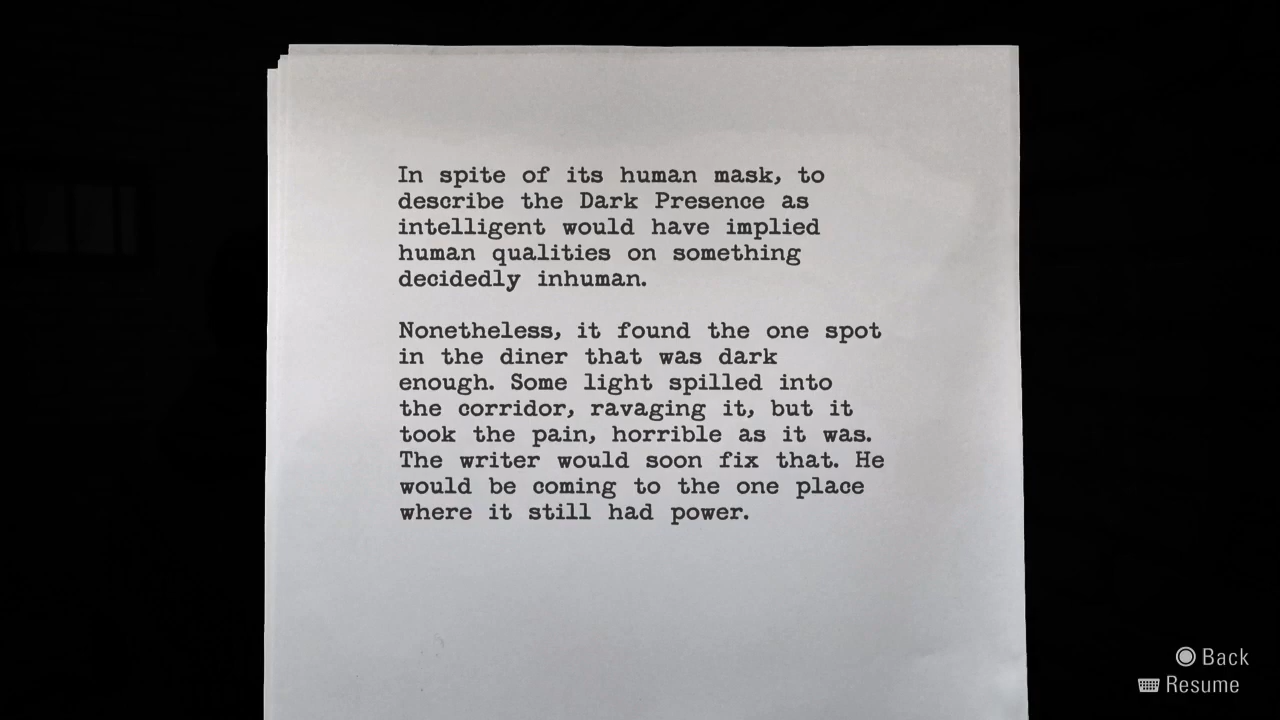 In spite of its human mask, to
describe the Dark Presence as
intelligent would have implied
human qualities on something
decidedly inhuman.
Nonetheless, it found the one spot
in the diner that was dark
enough. Some light spilled into
the corridor, ravaging it, but it
took the pain, horrible as it was.
The writer would soon fix that. He
would be coming to the one place
where it still had power.
Back
Resume